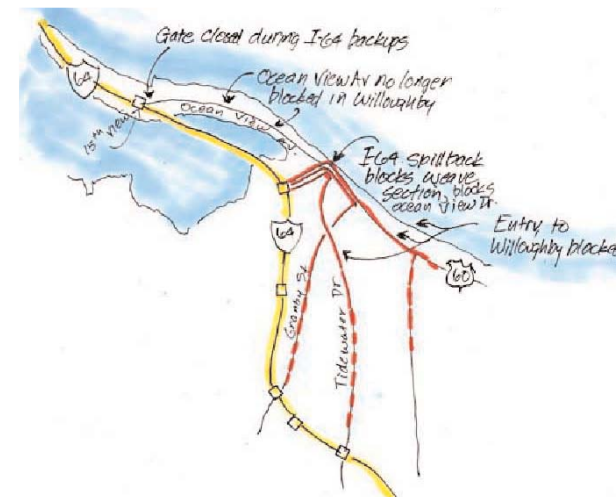 Gate closed during I-64 backups
64
Ocean View Av no longer
blocked in Willoughby
15th View
Ocean View Av.
I-64 spillback
blocks weave
section, blocks
ocean view Dr.
Entry to
Willoughby blocked
64
60
Granby St
Tidewater Dr